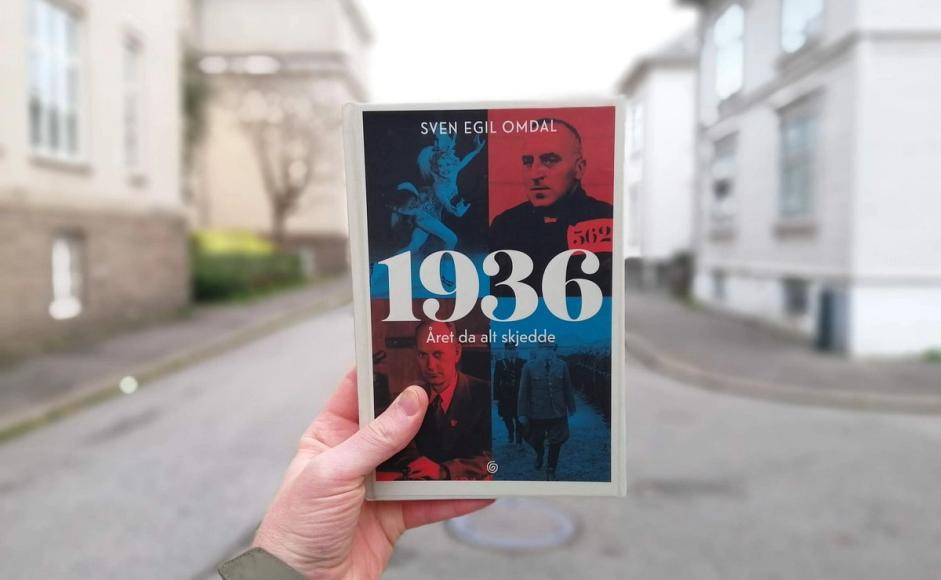 SVEN EGIL OMDAL
562
1936
Året da alt skjedde